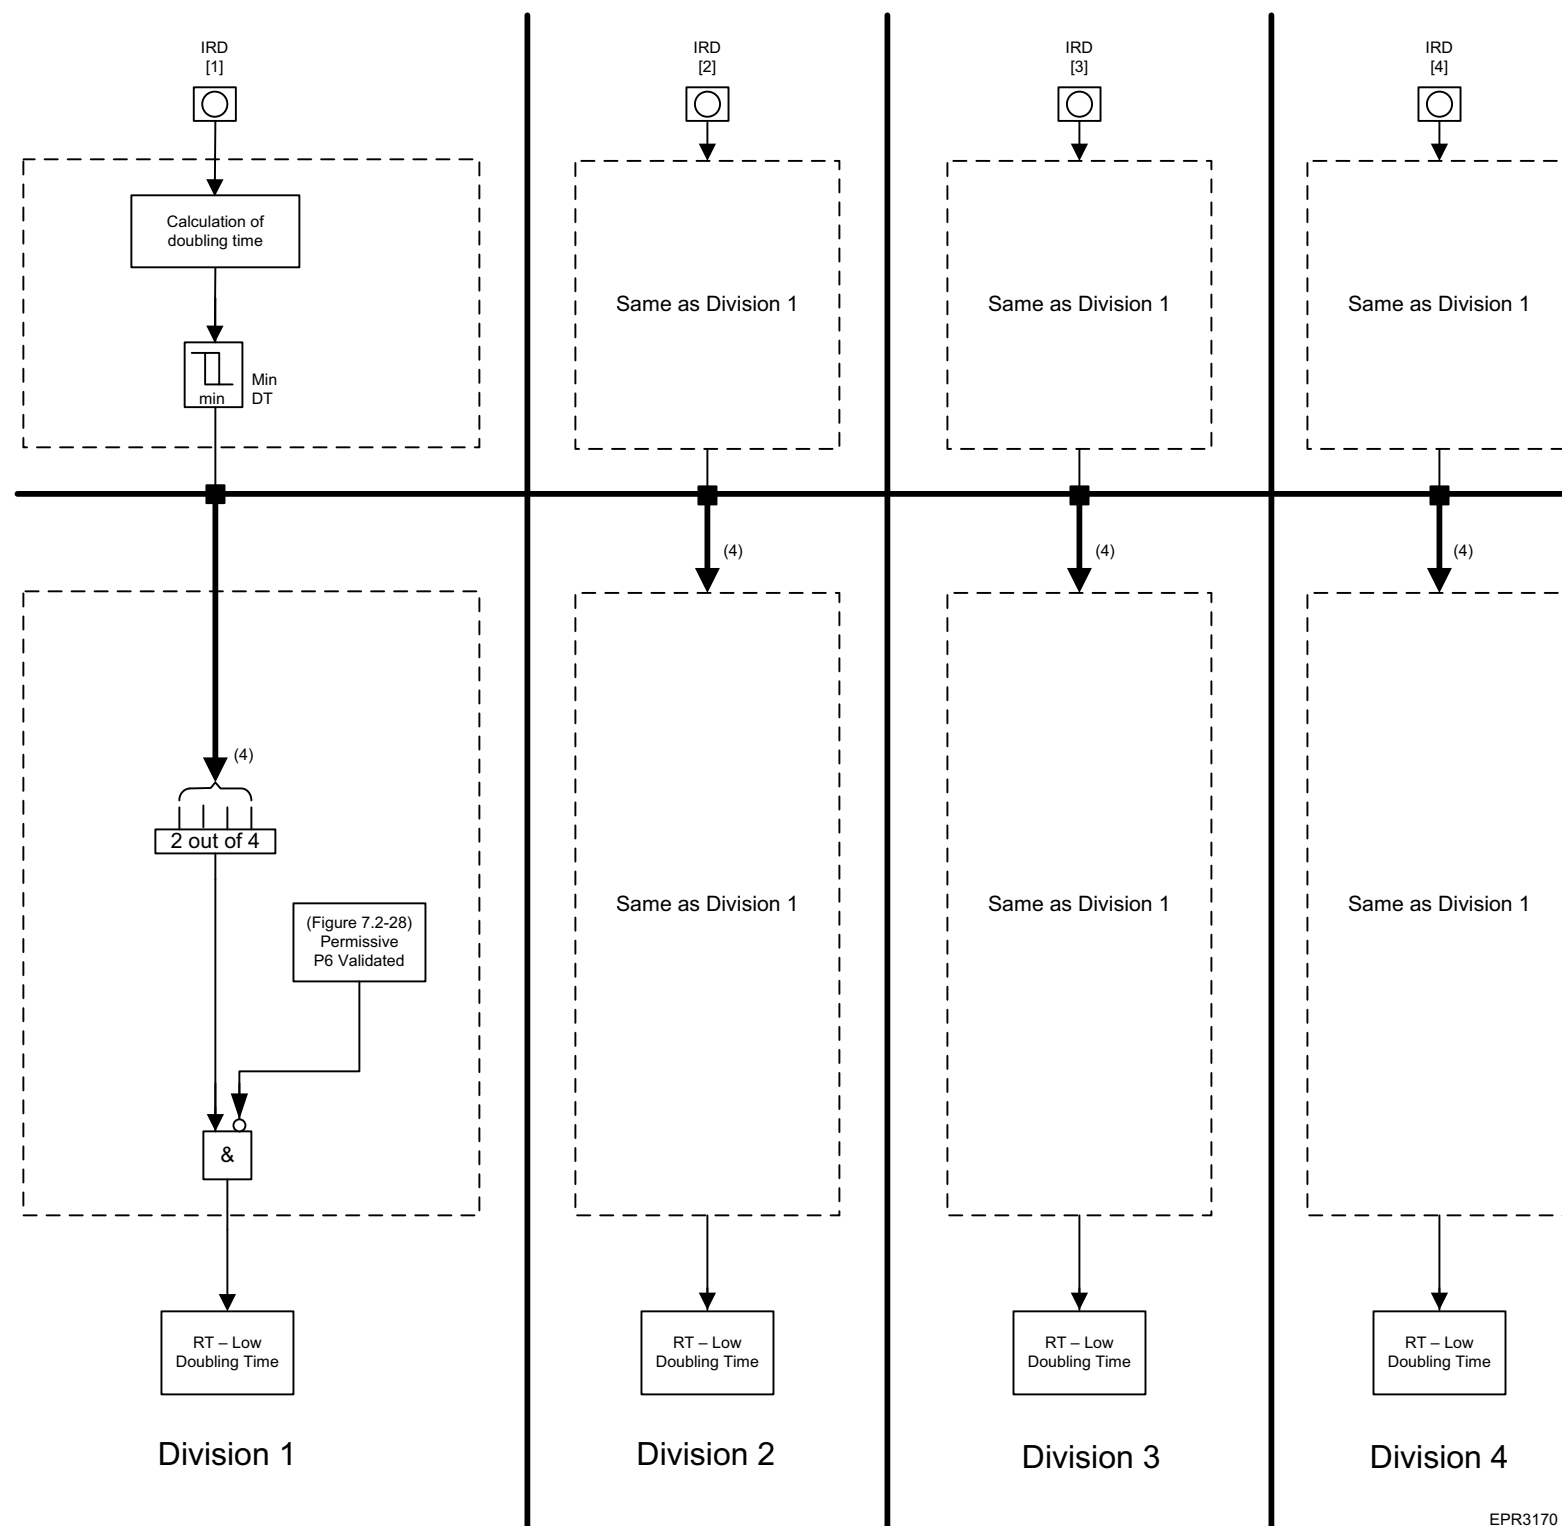 IRD
[1]
IRD
[2]
IRD
[3]
IRD
[4]
Calculation of
doubling time
Same as Division 1
Same as Division 1
Same as Division 1
min
Min
DT
(4)
(4)
(4)
(4)
2 out of 4
(Figure 7.2-28)
Permissive
P6 Validated
Same as Division 1
Same as Division 1
Same as Division 1
&
RT – Low
Doubling Time
RT – Low
Doubling Time
RT – Low
Doubling Time
RT – Low
Doubling Time
Division 1
Division 2
Division 3
Division 4
EPR3170